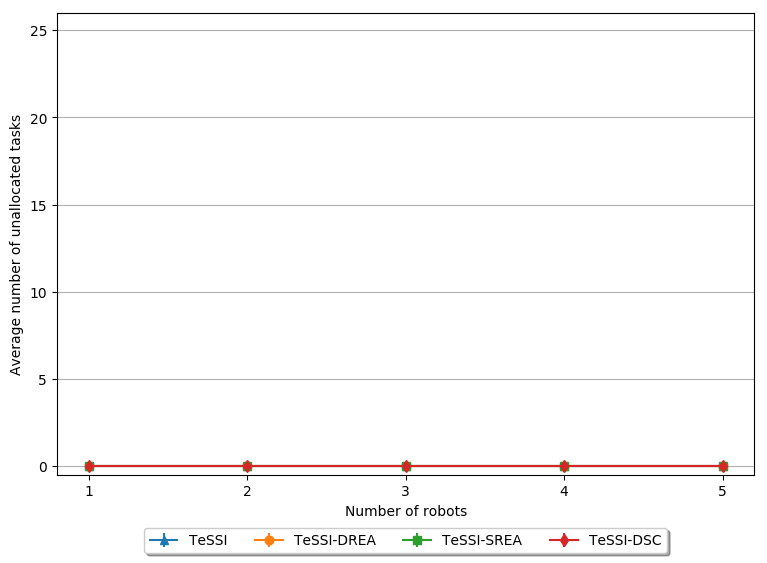 25
20
15
10
5
0
Average number of unallocated tasks
1 2 3 4 5
Number of robots
TeSSI TeSSI-DREA TeSSI-SREA TeSSI-DSC